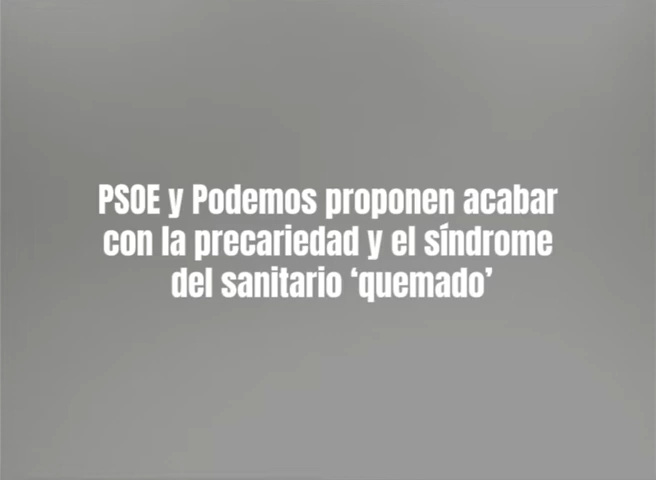 PSOE y Podemos proponen acabar
con la precariedad y el síndrome
del sanitario ‘quemado’